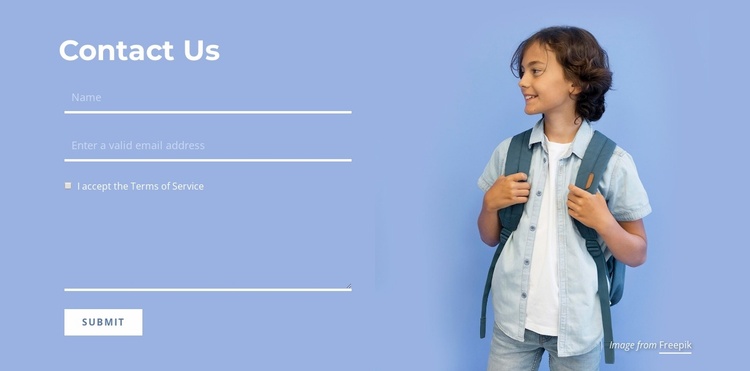 Contact Us
Name
Enter a valid email address
I accept the Terms of Service
SUBMIT
Image from Freepik